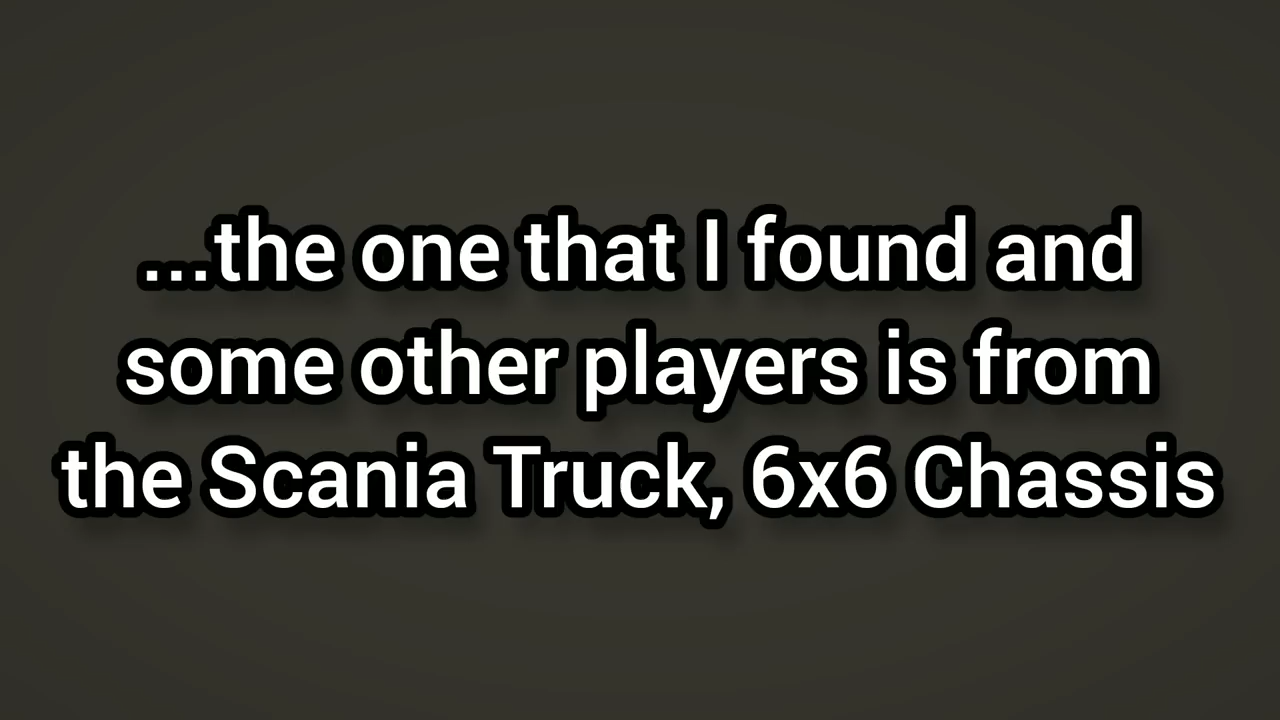 ...the one that I found and
some other players is from
the Scania Truck, 6x6 Chassis